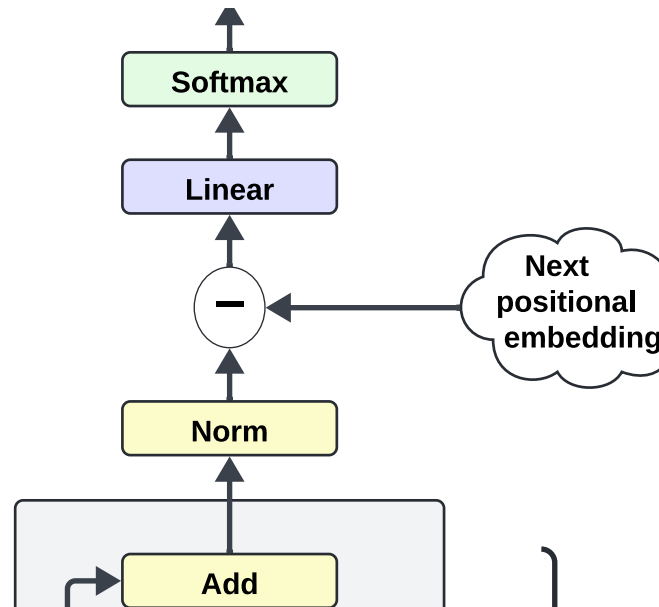 Softmax
Linear
Next
positional
embedding
−
Norm
Add